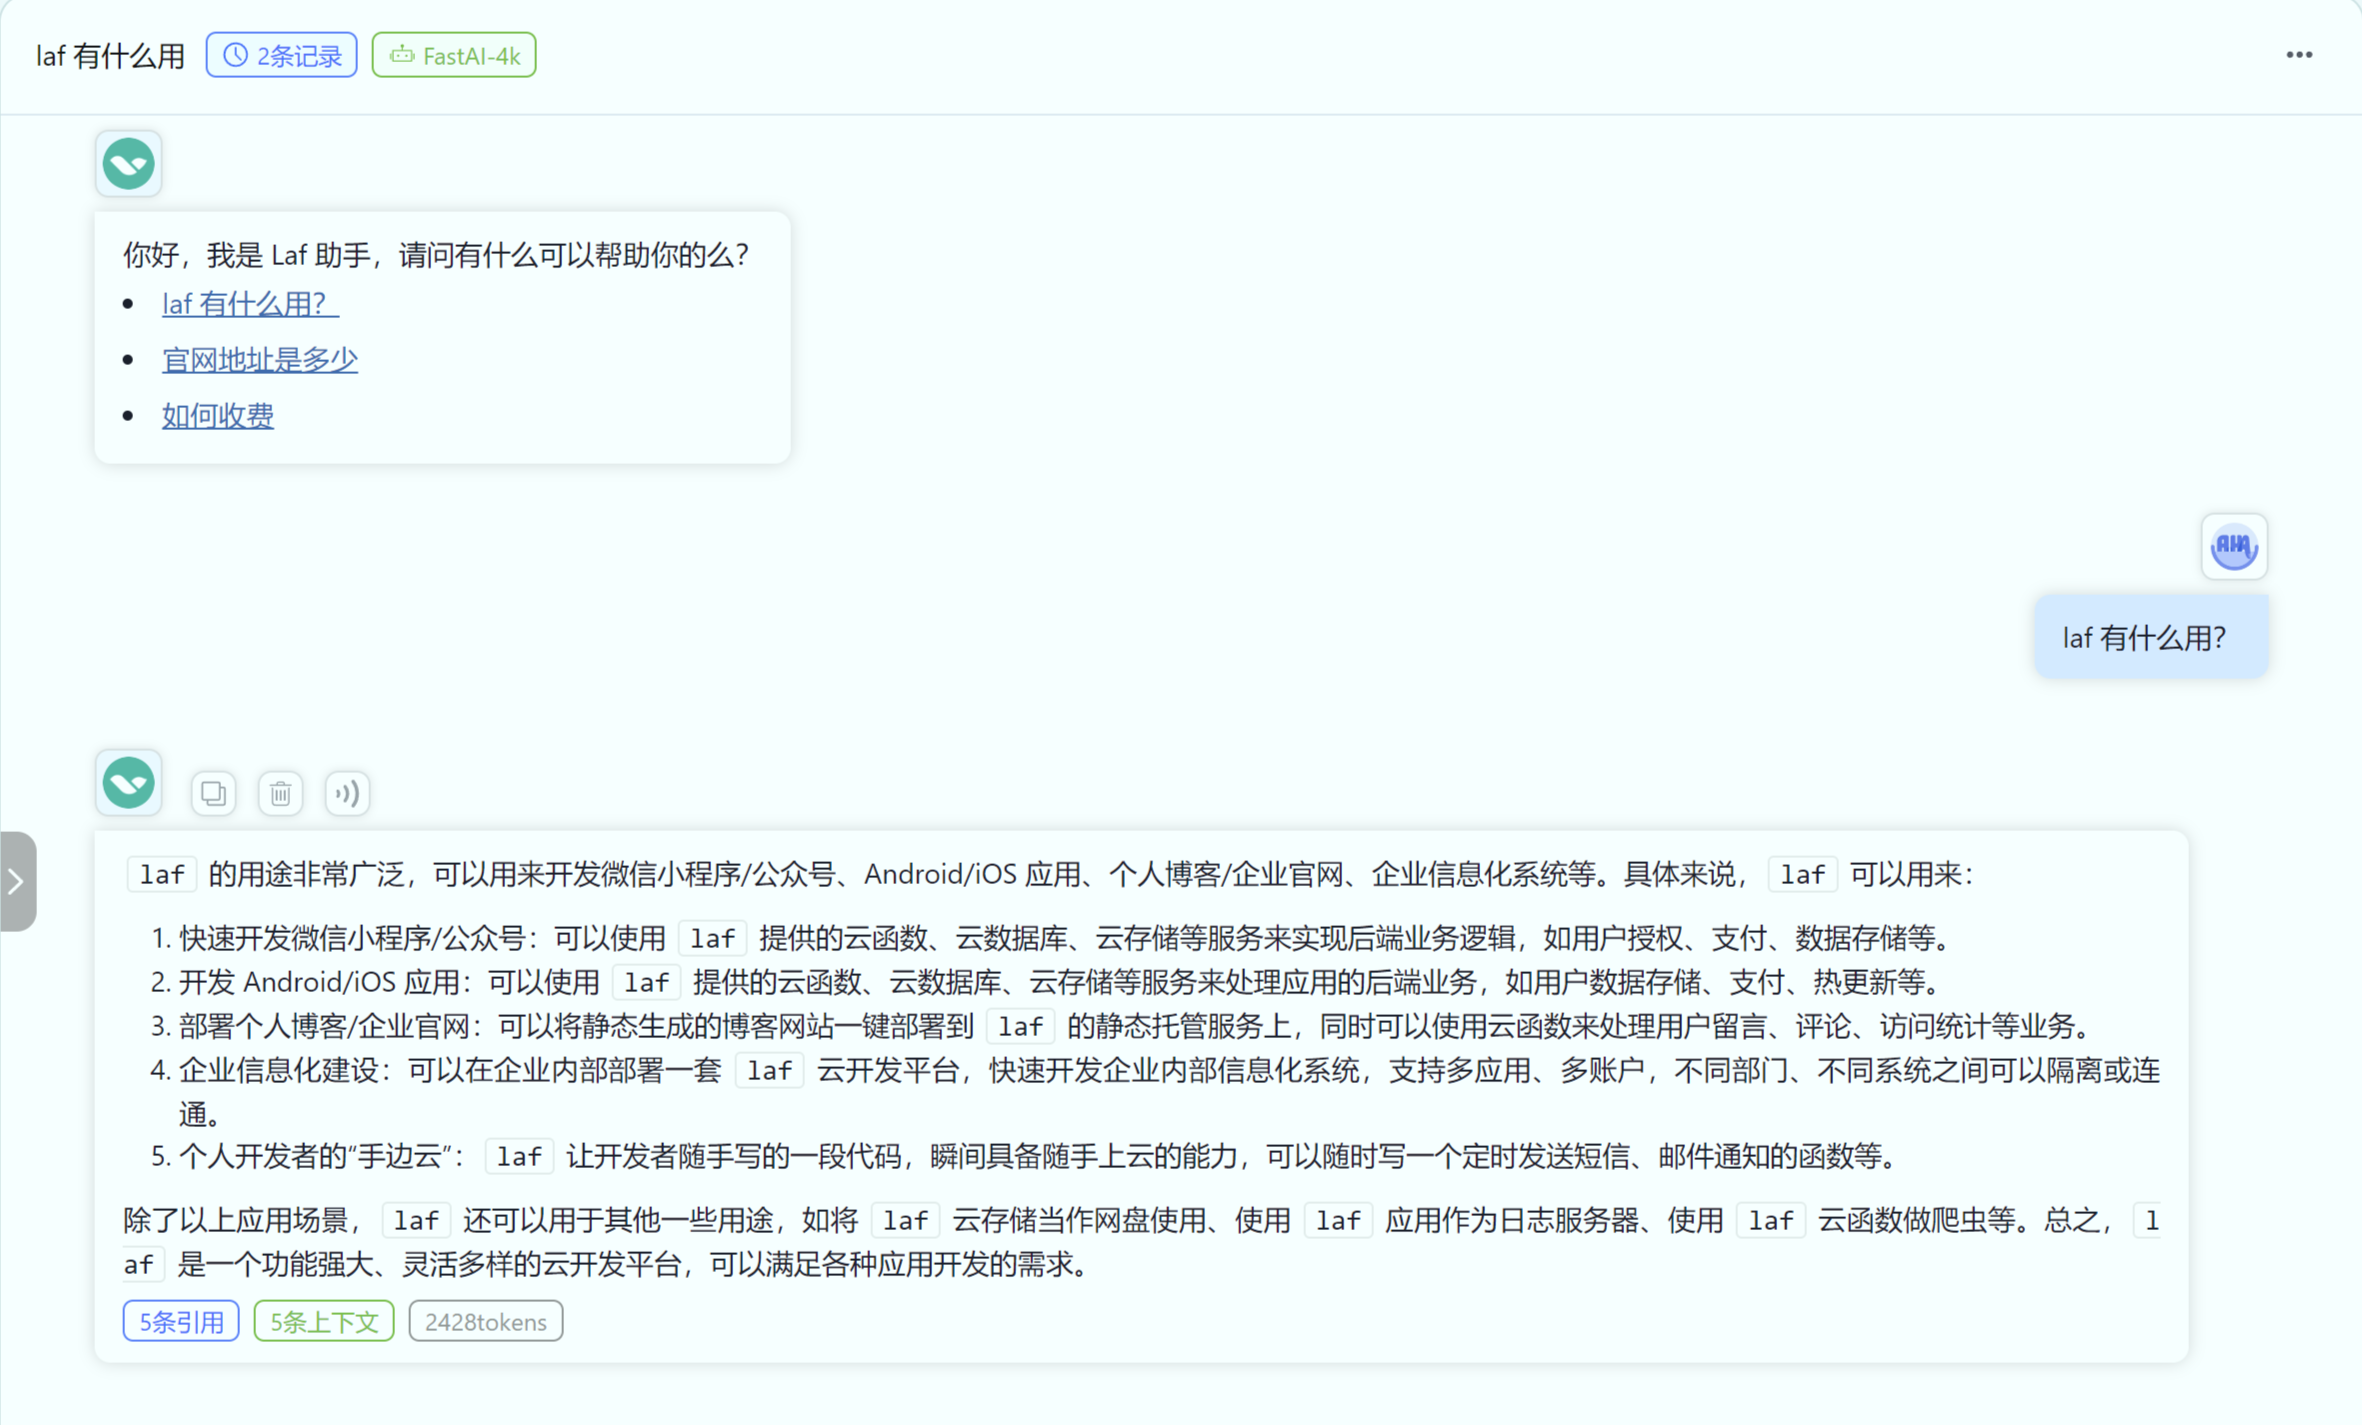 laf 有什么用 2条记录 FastAI-4k
你好，我是 Laf 助手，请问有什么可以帮助你的么？
laf 有什么用？
官网地址是多少
如何收费
AHA
laf 有什么用？
laf 的用途非常广泛，可以用来开发微信小程序/公众号、Android/iOS 应用、个人博客/企业官网、企业信息化系统等。具体来说， laf 可以用来：
1. 快速开发微信小程序/公众号：可以使用 laf 提供的云函数、云数据库、云存储等服务来实现后端业务逻辑，如用户授权、支付、数据存储等。
2. 开发 Android/iOS 应用：可以使用 laf 提供的云函数、云数据库、云存储等服务来处理应用的后端业务，如用户数据存储、支付、热更新等。
3. 部署个人博客/企业官网：可以将静态生成的博客网站一键部署到 laf 的静态托管服务上，同时可以使用云函数来处理用户留言、评论、访问统计等业务。
4. 企业信息化建设：可以在企业内部部署一套 laf 云开发平台，快速开发企业内部信息化系统，支持多应用、多账户，不同部门、不同系统之间可以隔离或连
通。
5. 个人开发者的“手边云”： laf 让开发者随手写的一段代码，瞬间具备随手上云的能力，可以随时写一个定时发送短信、邮件通知的函数等。
除了以上应用场景， laf 还可以用于其他一些用途，如将 laf 云存储当作网盘使用、使用 laf 应用作为日志服务器、使用 laf 云函数做爬虫等。总之， l
af 是一个功能强大、灵活多样的云开发平台，可以满足各种应用开发的需求。
5条引用 5条上下文 2428tokens